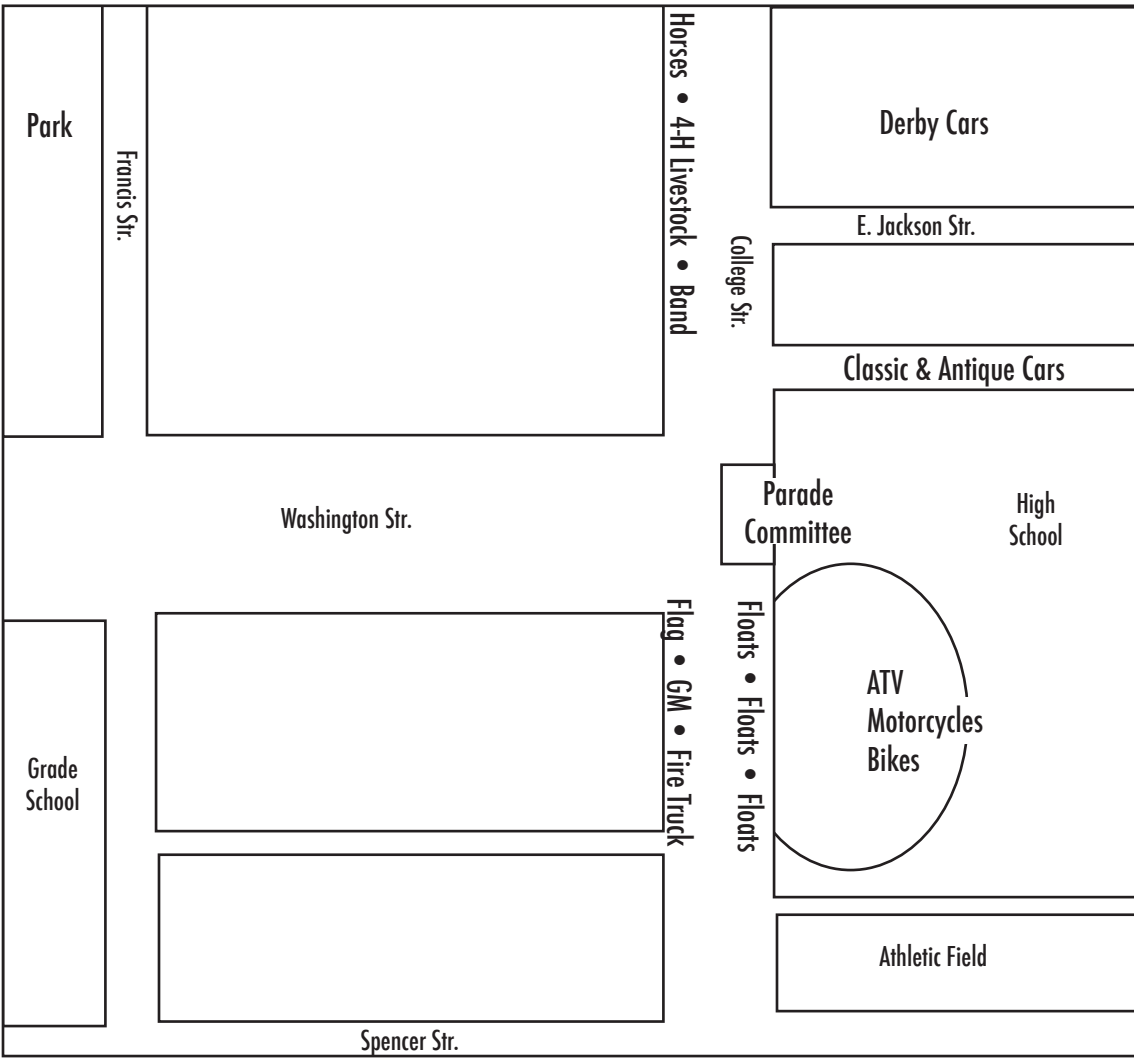 Park
Francis Str.
Horses • 4-H Livestock • Band
College Str.
Derby Cars
E. Jackson Str.
Classic & Antique Cars
Washington Str.
Parade
Committee
High
School
Flag • GM • Fire Truck
Floats • Floats • Floats
ATV
Motorcycles
Bikes
Grade
School
Athletic Field
Spencer Str.